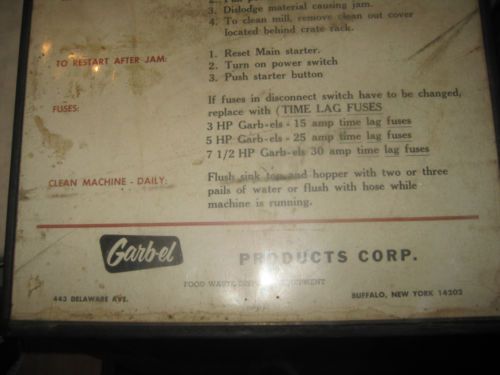 3. Dislodge material causing jam.
4. To clean mill, remove clean out cover
located behind crate rack.
TO RESTART AFTER JAM:
1. Reset Main starter.
2. Turn on power switch
3. Push starter button
FUSES:
If fuses in disconnect switch have to be changed,
replace with (TIME LAG FUSES
3 HP Garb-els - 15 amp time lag fuses
5 HP Garb-els - 25 amp time lag fuses
7 1/2 HP Garb-els 30 amp time lag fuses
CLEAN MACHINE - DAILY:
Flush sink top and hopper with two or three
pails of water or flush with hose while
machine is running.
Garb-el PRODUCTS CORP.
FOOD WASTE EQUIPMENT
443 DELAWARE AVE.
BUFFALO, NEW YORK 14202